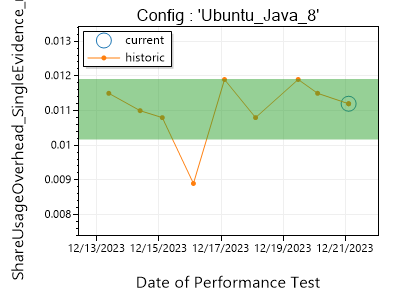 Config : 'Ubuntu_Java_8'
current
historic
0.013
0.012
0.011
0.01
0.009
0.008
ShareUsageOverhead_SingleEvidence_
12/13/2023
12/15/2023
12/17/2023
12/19/2023
12/21/2023
Date of Performance Test